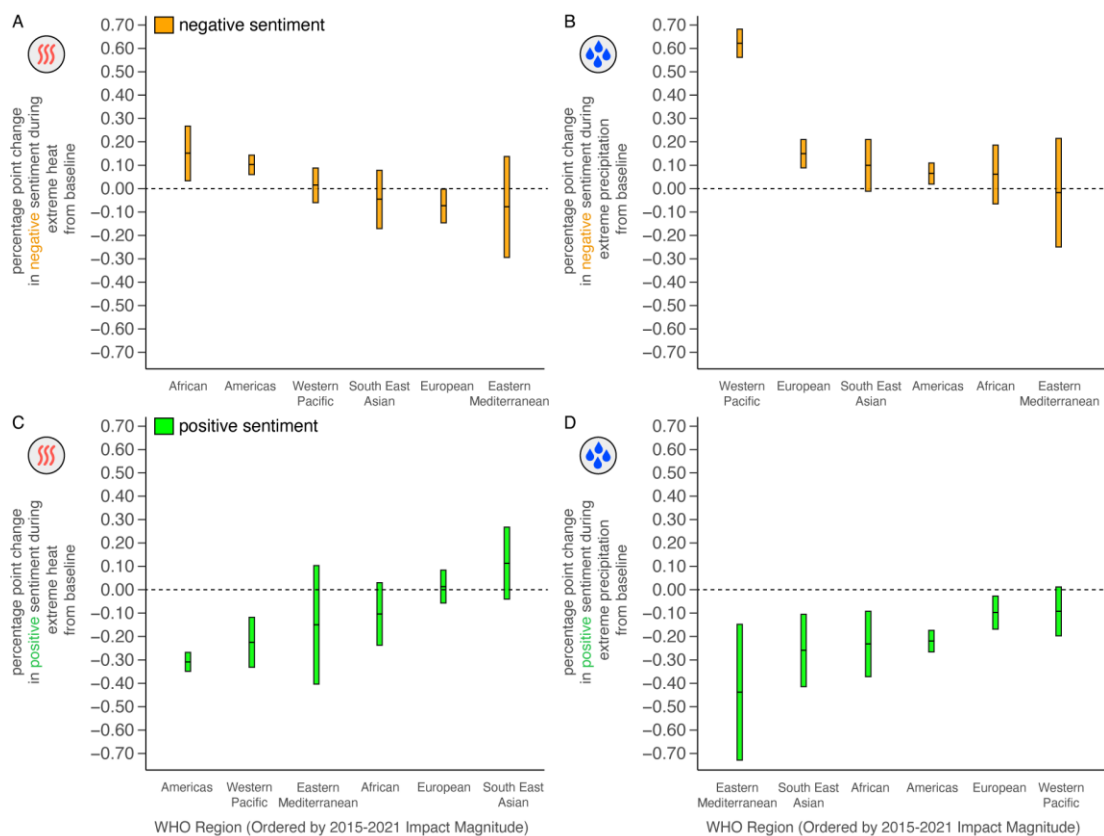 A
negative sentiment
0.70
0.60
0.50
0.40
0.30
0.20
0.10
0.00
−0.10
−0.20
−0.30
−0.40
−0.50
−0.60
−0.70
percentage point change
in negative sentiment during
extreme heat
from baseline
African
Americas
Western
Pacific
South East
Asian
European
Eastern
Mediterranean
B
0.70
0.60
0.50
0.40
0.30
0.20
0.10
0.00
−0.10
−0.20
−0.30
−0.40
−0.50
−0.60
−0.70
percentage point change
in negative sentiment during
extreme precipitation
from baseline
Western
Pacific
European
South East
Asian
Americas
African
Eastern
Mediterranean
C
positive sentiment
0.70
0.60
0.50
0.40
0.30
0.20
0.10
0.00
−0.10
−0.20
−0.30
−0.40
−0.50
−0.60
−0.70
percentage point change
in positive sentiment during
extreme heat
from baseline
Americas
Western
Pacific
Eastern
Mediterranean
African
European
South East
Asian
WHO Region (Ordered by 2015-2021 Impact Magnitude)
D
0.70
0.60
0.50
0.40
0.30
0.20
0.10
0.00
−0.10
−0.20
−0.30
−0.40
−0.50
−0.60
−0.70
percentage point change
in positive sentiment during
extreme precipitation
from baseline
Eastern
Mediterranean
South East
Asian
African
Americas
European
Western
Pacific
WHO Region (Ordered by 2015-2021 Impact Magnitude)